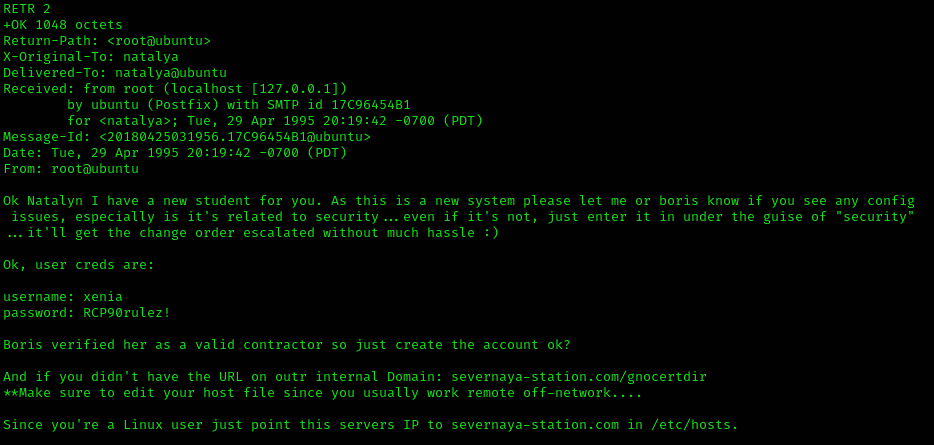 RETR 2
+OK 1048 octets
Return-Path: <root@ubuntu>
X-Original-To: natalya
Delivered-To: natalya@ubuntu
Received: from root (localhost [127.0.0.1])
        by ubuntu (Postfix) with SMTP id 17C96454B1
        for <natalya>; Tue, 29 Apr 1995 20:19:42 -0700 (PDT)
Message-Id: <20180425031956.17C96454B1@ubuntu>
Date: Tue, 29 Apr 1995 20:19:42 -0700 (PDT)
From: root@ubuntu

Ok Natalyn I have a new student for you. As this is a new system please let me or boris know if you see any config
 issues, especially is it's related to security...even if it's not, just enter it in under the guise of "security"
...it'll get the change order escalated without much hassle :)

Ok, user creds are:

username: xenia
password: RCP90rulez!

Boris verified her as a valid contractor so just create the account ok?

And if you didn't have the URL on outr internal Domain: severnaya-station.com/gnocertdir
**Make sure to edit your host file since you usually work remote off-network....

Since you're a Linux user just point this servers IP to severnaya-station.com in /etc/hosts.